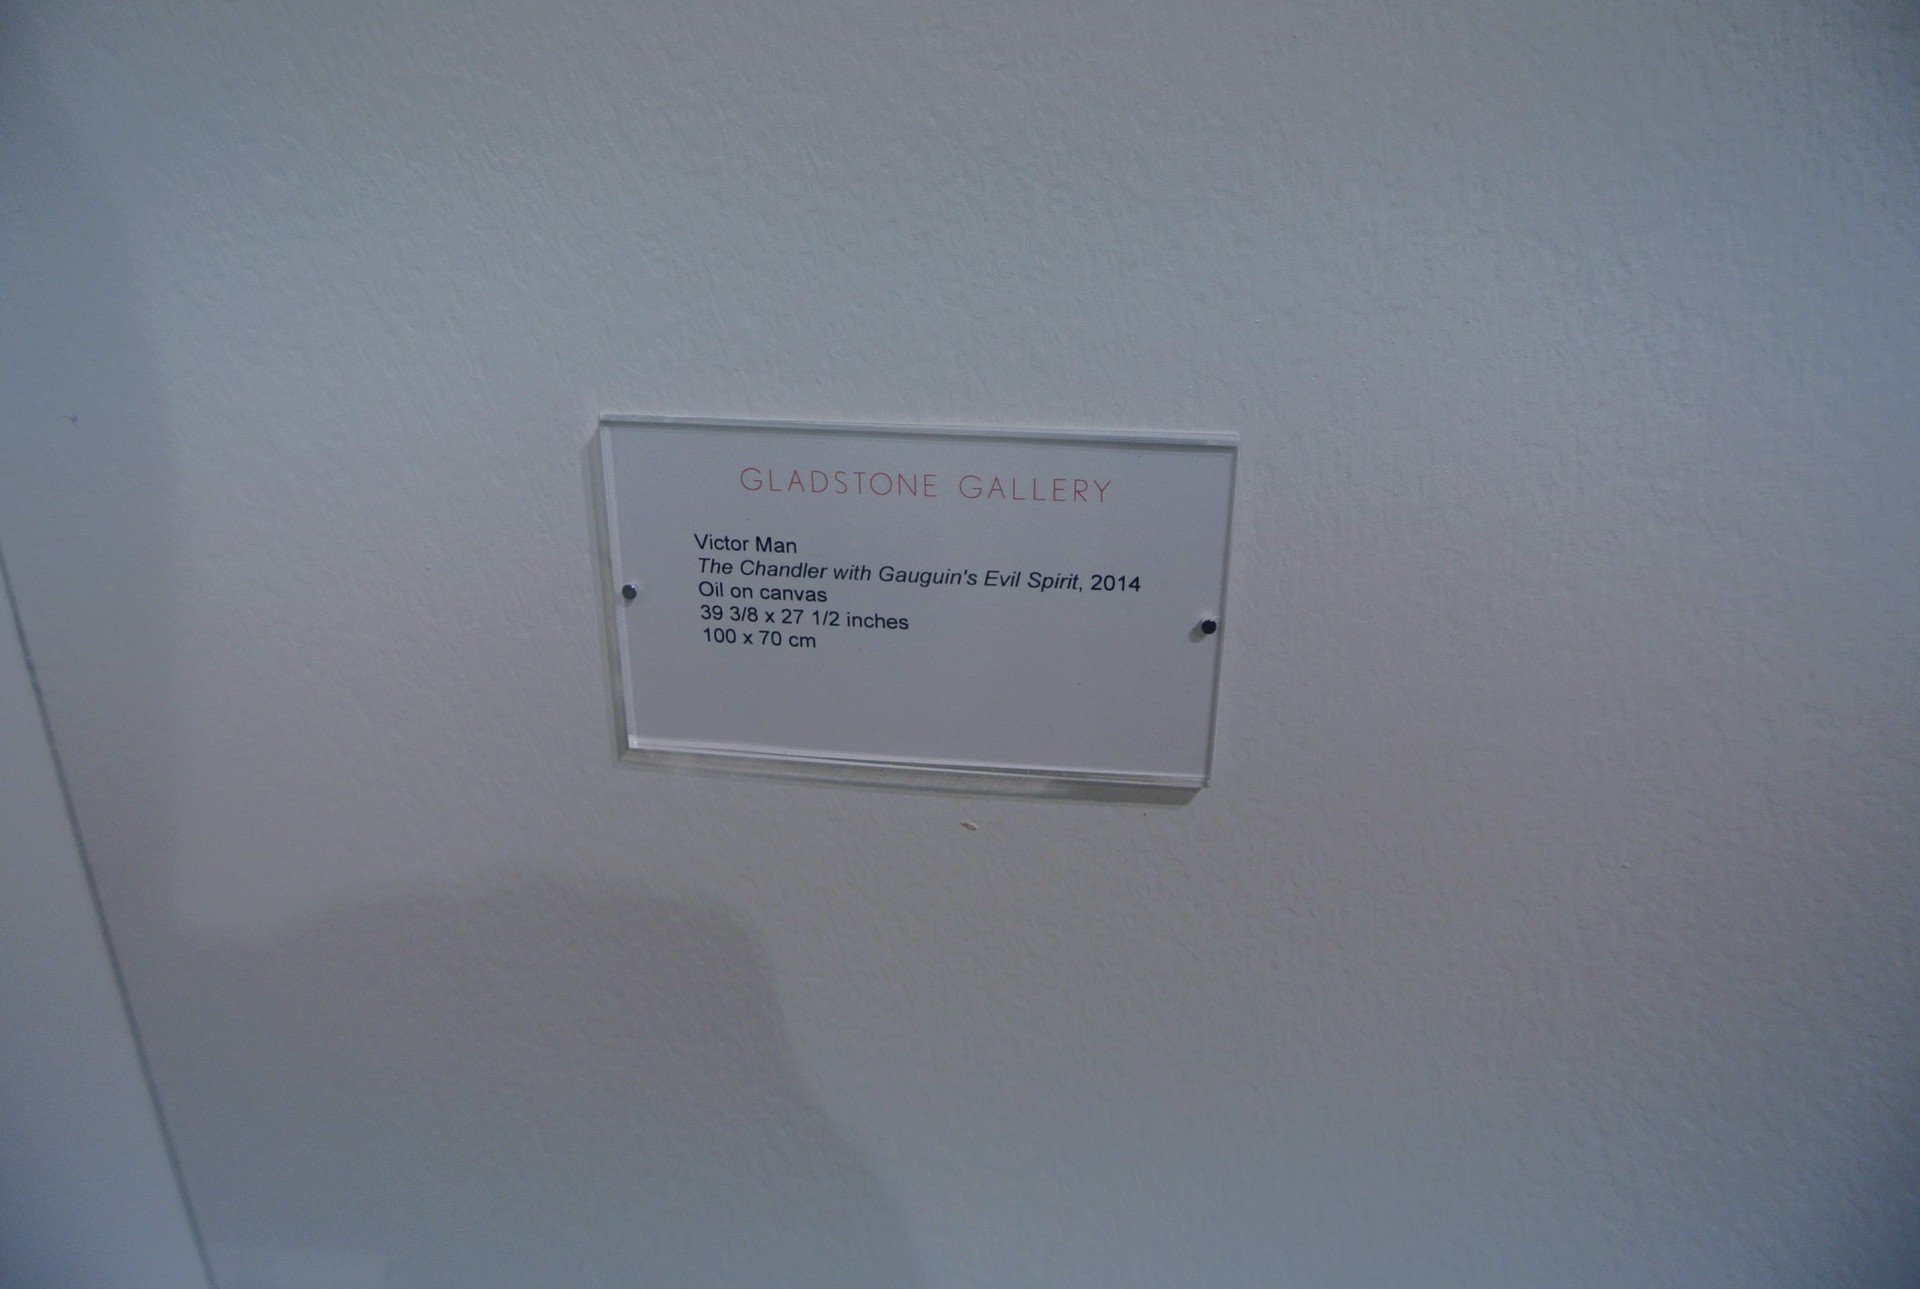 GLADSTONE GALLERY
Victor Man
The Chandler with Gauguin's Evil Spirit, 2014
Oil on canvas
39 3/8 x 27 1/2 inches
100 x 70 cm